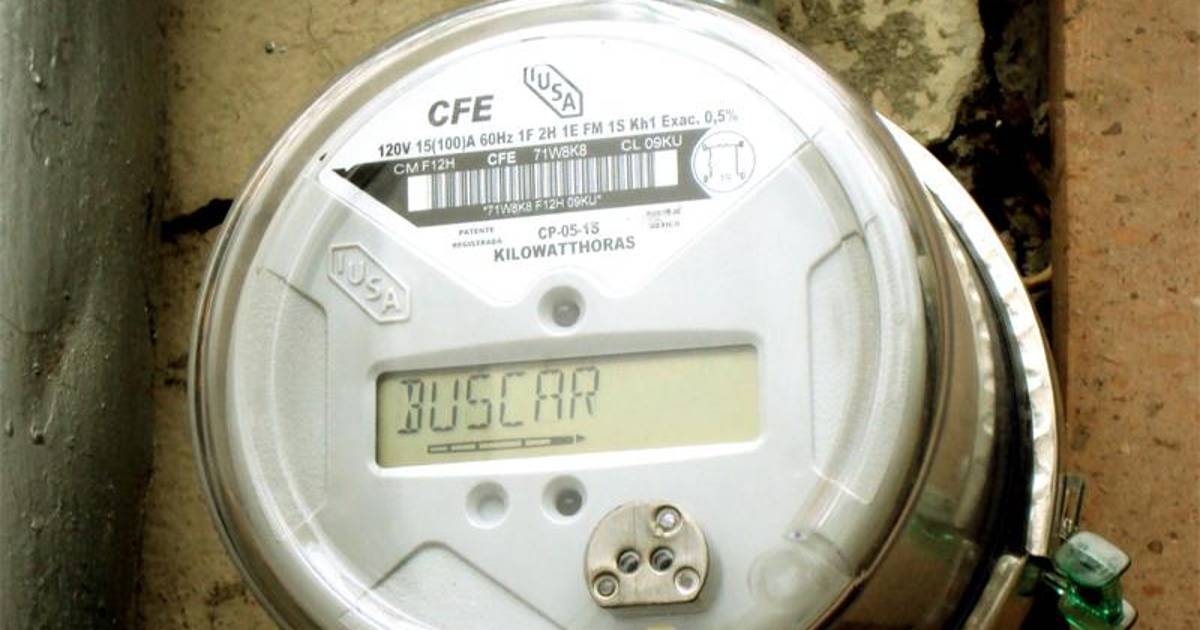 IUSA
CFE
120V 15(100)A 60Hz 1F 2H 1E FM 1S Kh1 Exac. 0,5%
CM F12H CFE 71W8K8 CL 09KU
*71W8K8 F12H 09KU*
PATENTE
REGISTRADA
CP-05-1S
MEXICO
KILOWATTHORAS
IUSA
BUSCAR